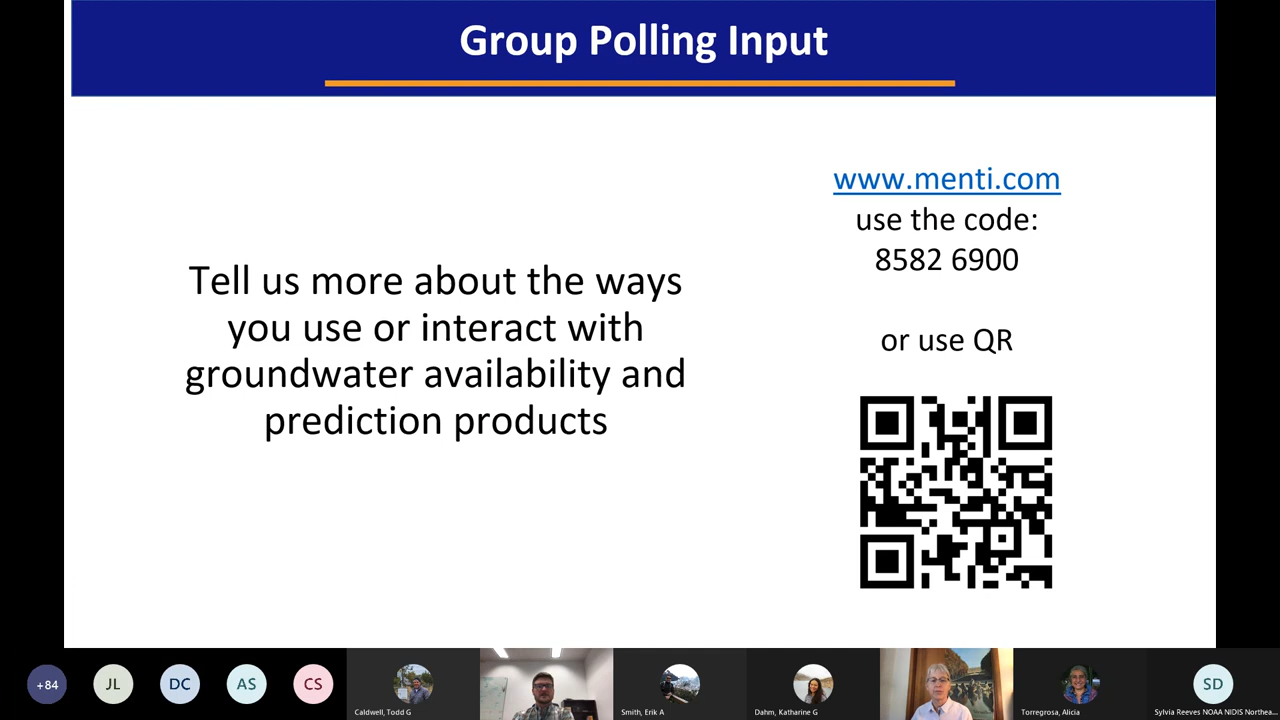 Group Polling Input
Tell us more about the ways
you use or interact with
groundwater availability and
prediction products
www.menti.com
use the code:
8582 6900
or use QR
+84
JL
DC
AS
CS
Caldwell, Todd G
Smith, Erik A
Dahm, Katharine G
Torregrosa, Alicia
SD
Sylvia Reeves NOAA NIDIS Northea...